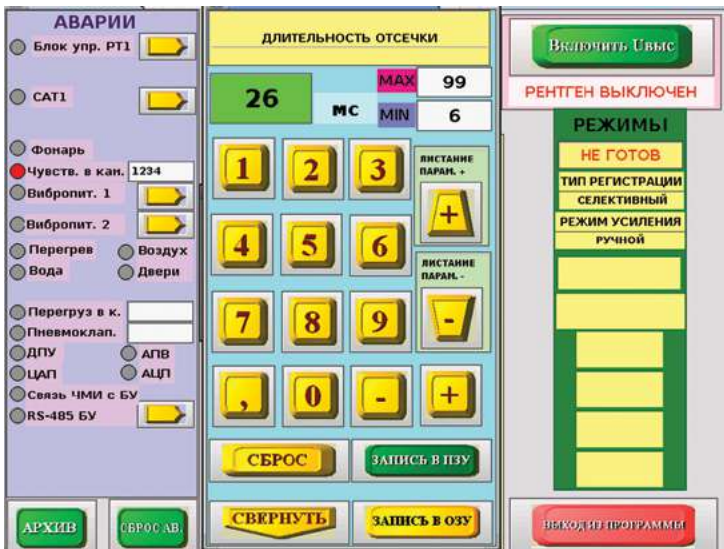 АВАРИИ
Блок упр. РТ1
САТ1
Фонарь
Чувств. в кан. 1234
Вибропит. 1
Вибропит. 2
Перегрев Воздух
Вода Двери
Перегруз в к.
Пневмоклап.
ДПУ АПВ
ЦАП АЦП
Связь ЧМИ с БУ
RS-485 БУ
АРХИВ СБРОС АВ.
ДЛИТЕЛЬНОСТЬ ОТСЕЧКИ
26 мс
MAX 99
MIN 6
1 2 3
ЛИСТАНИЕ
ПАРАМ. +
+
4 5 6
ЛИСТАНИЕ
ПАРАМ. -
-
7 8 9
, 0 - +
СБРОС ЗАПИСЬ В ПЗУ
СВЕРНУТЬ ЗАПИСЬ В ОЗУ
Включить Uвыс
РЕНТГЕН ВЫКЛЮЧЕН
РЕЖИМЫ
НЕ ГОТОВ
ТИП РЕГИСТРАЦИИ
СЕЛЕКТИВНЫЙ
РЕЖИМ УСИЛЕНИЯ
РУЧНОЙ
ВЫХОД ИЗ ПРОГРАММЫ